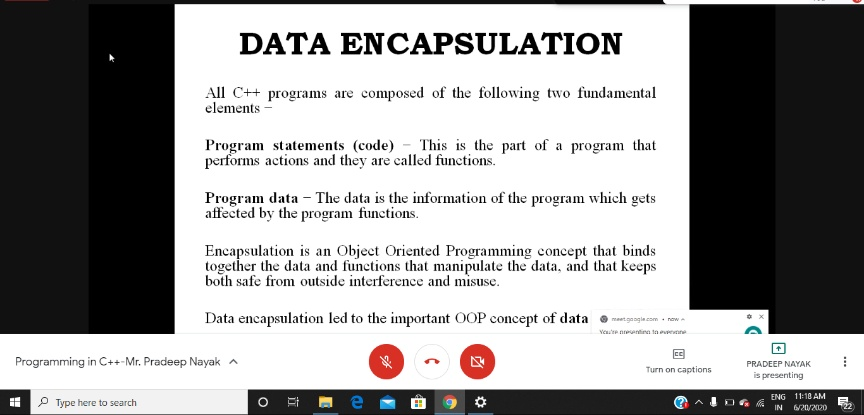 DATA ENCAPSULATION
All C++ programs are composed of the following two fundamental
elements –
Program statements (code) – This is the part of a program that
performs actions and they are called functions.
Program data – The data is the information of the program which gets
affected by the program functions.
Encapsulation is an Object Oriented Programming concept that binds
together the data and functions that manipulate the data, and that keeps
both safe from outside interference and misuse.
Data encapsulation led to the important OOP concept of data
meet.google.com • now
You're presenting to everyone
Programming in C++-Mr. Pradeep Nayak
CC
Turn on captions
PRADEEP NAYAK
is presenting
Type here to search
ENG
IN
11:18 AM
6/20/2020
22